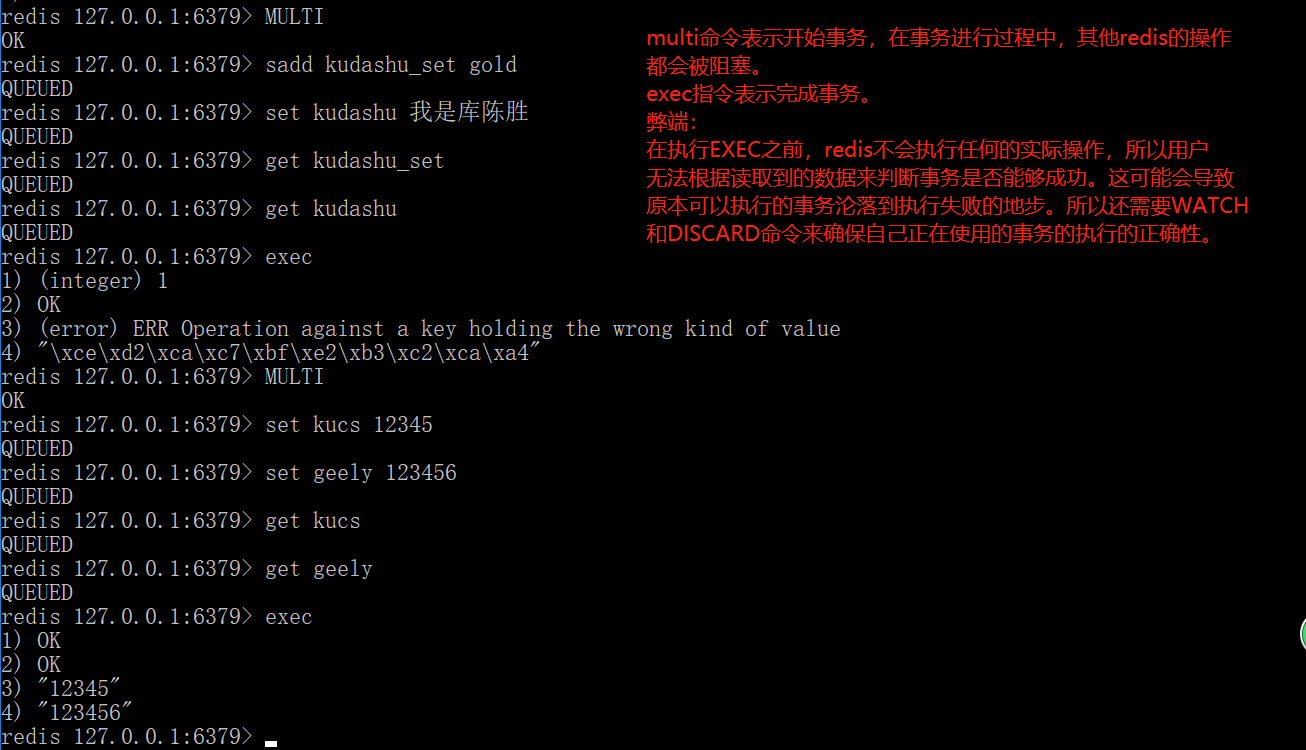 redis 127.0.0.1:6379> MULTI
OK
redis 127.0.0.1:6379> sadd kudashu_set gold
QUEUED
redis 127.0.0.1:6379> set kudashu 我是库陈胜
QUEUED
redis 127.0.0.1:6379> get kudashu_set
QUEUED
redis 127.0.0.1:6379> get kudashu
QUEUED
redis 127.0.0.1:6379> exec
1) (integer) 1
2) OK
3) (error) ERR Operation against a key holding the wrong kind of value
4) "\xce\xd2\xca\xc7\xbf\xe2\xb3\xc2\xca\xa4"
redis 127.0.0.1:6379> MULTI
OK
redis 127.0.0.1:6379> set kucs 12345
QUEUED
redis 127.0.0.1:6379> set geely 123456
QUEUED
redis 127.0.0.1:6379> get kucs
QUEUED
redis 127.0.0.1:6379> get geely
QUEUED
redis 127.0.0.1:6379> exec
1) OK
2) OK
3) "12345"
4) "123456"
redis 127.0.0.1:6379>
multi命令表示开始事务，在事务进行过程中，其他redis的操作
都会被阻塞。
exec指令表示完成事务。
弊端：
在执行EXEC之前，redis不会执行任何的实际操作，所以用户
无法根据读取到的数据来判断事务是否能够成功。这可能会导致
原本可以执行的事务沦落到执行失败的地步。所以还需要WATCH
和DISCARD命令来确保自己正在使用的事务的执行的正确性。